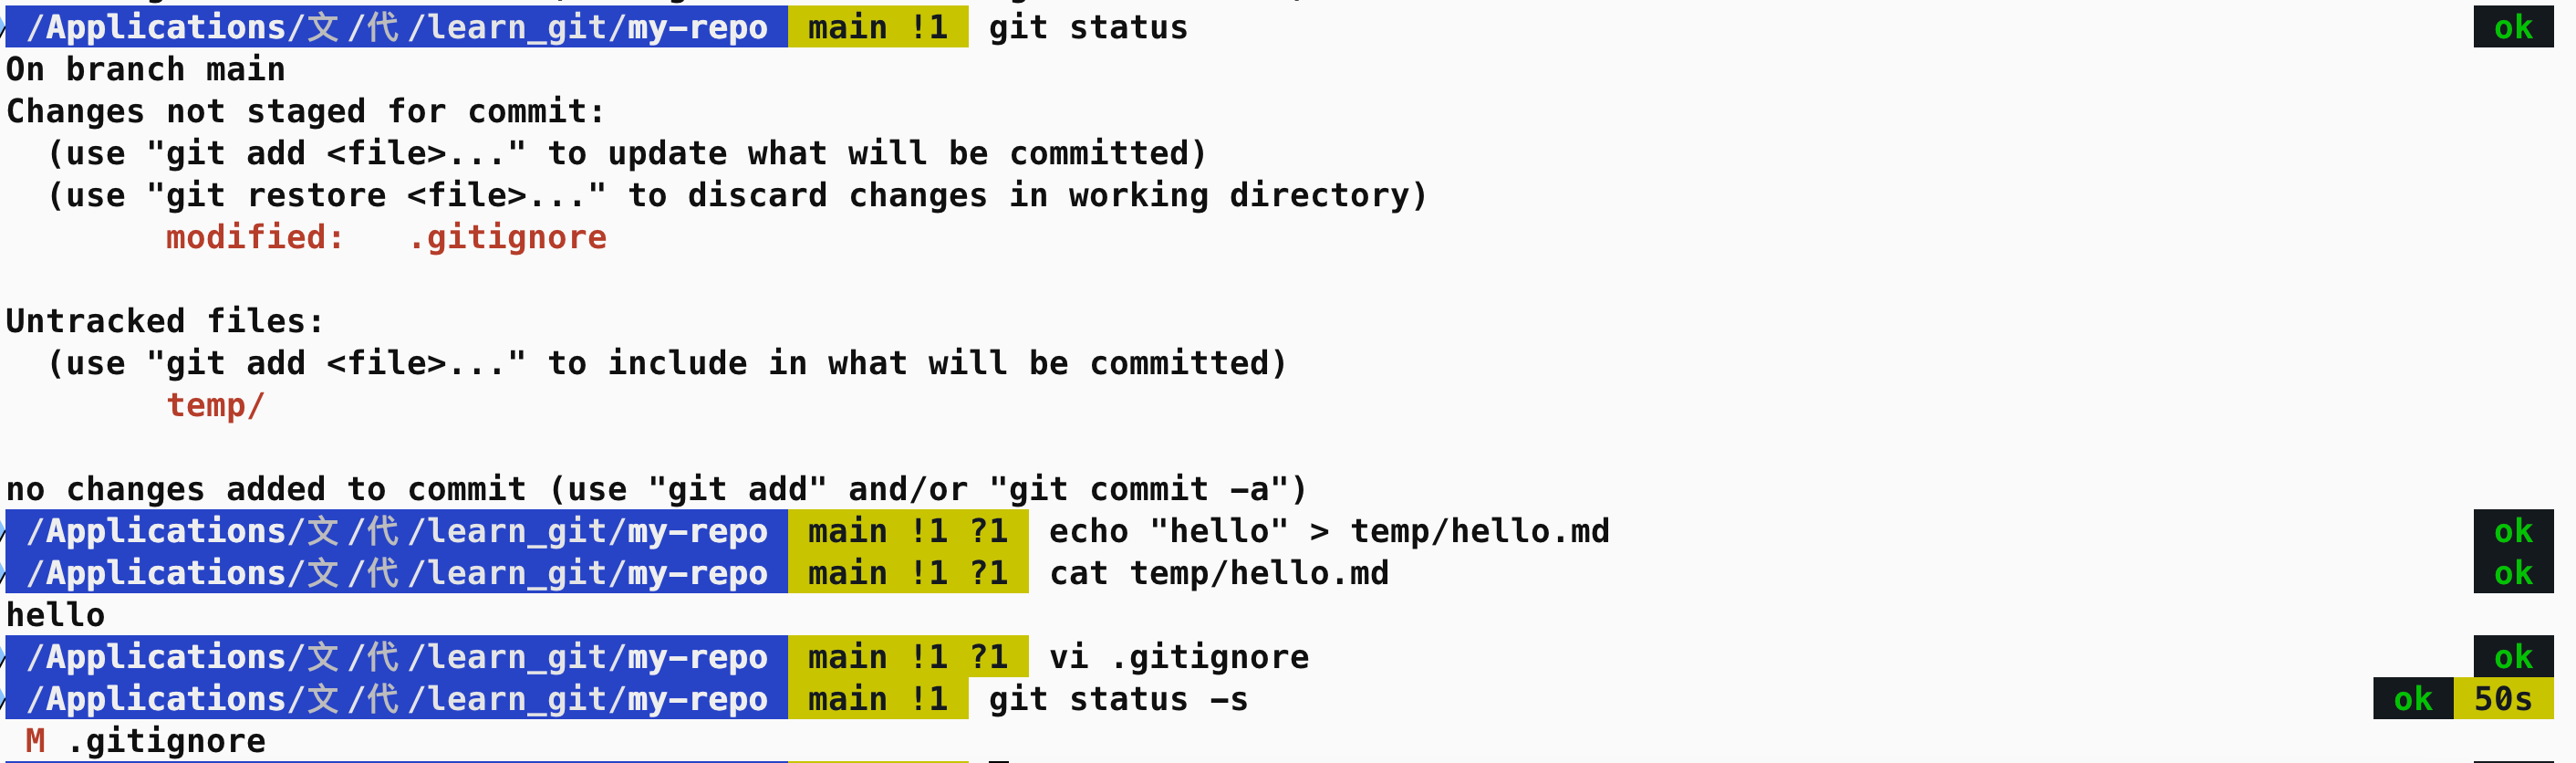 /Applications/文/代/learn_git/my-repo main !1 git status ok
On branch main
Changes not staged for commit:
(use "git add <file>..." to update what will be committed)
(use "git restore <file>..." to discard changes in working directory)
modified: .gitignore
Untracked files:
(use "git add <file>..." to include in what will be committed)
temp/
no changes added to commit (use "git add" and/or "git commit -a")
/Applications/文/代/learn_git/my-repo main !1 ?1 echo "hello" > temp/hello.md ok
/Applications/文/代/learn_git/my-repo main !1 ?1 cat temp/hello.md ok
hello
/Applications/文/代/learn_git/my-repo main !1 ?1 vi .gitignore ok
/Applications/文/代/learn_git/my-repo main !1 git status -s ok 50s
M .gitignore